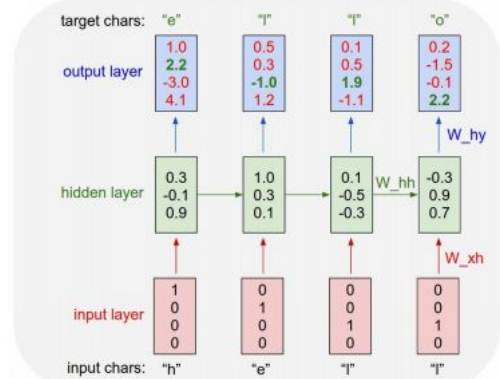 target chars: "e" "l" "l" "o"
output layer
1.0 0.5 0.1 0.2
2.2 0.3 0.5 -1.5
-3.0 -1.0 1.9 -0.1
4.1 1.2 -1.1 2.2
W_hy
hidden layer
0.3 1.0 0.1 -0.3
-0.1 0.3 -0.5 0.9
0.9 0.1 -0.3 0.7
W_hh
W_xh
input layer
1 0 0 0
0 1 0 0
0 0 1 1
0 0 0 0
input chars: "h" "e" "l" "l"